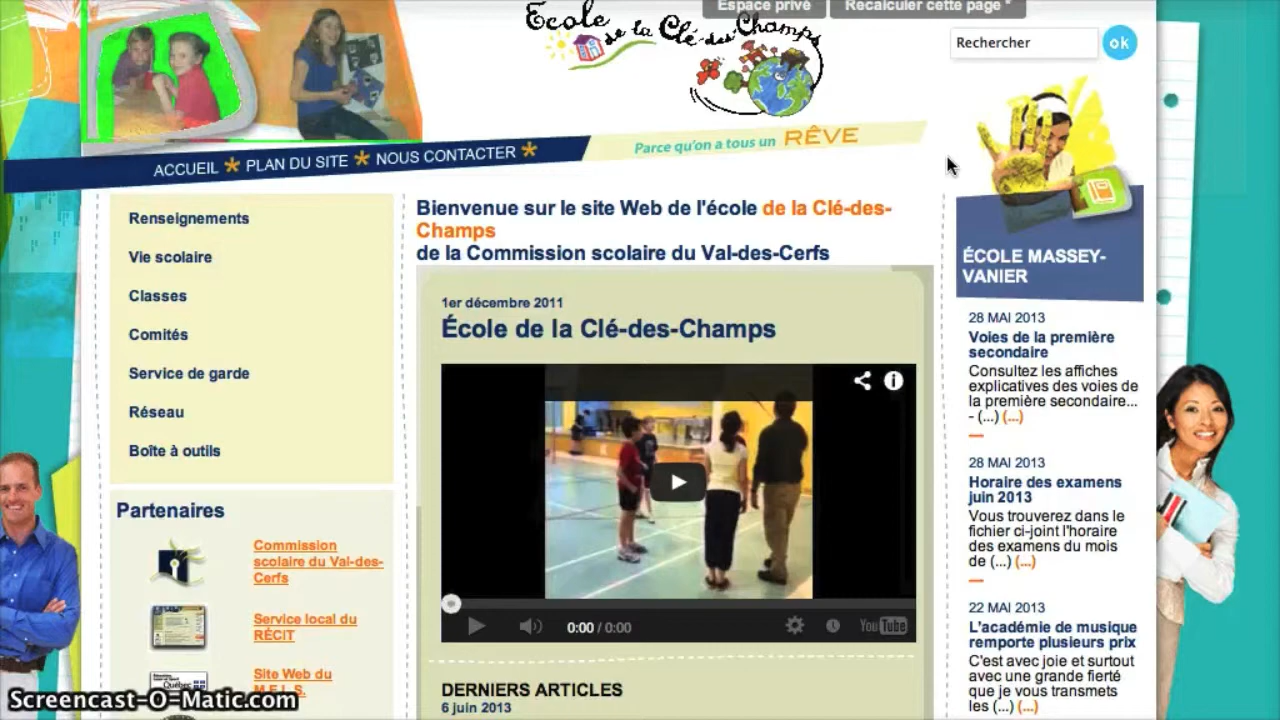 Espace privé
Recalculer cette page *
École
de la Clé-des-Champs
Rechercher
ok
Parce qu'on a tous un RÊVE
ACCUEIL * PLAN DU SITE * NOUS CONTACTER *
Renseignements
Vie scolaire
Classes
Comités
Service de garde
Réseau
Boîte à outils
Partenaires
Commission
scolaire du Val-des-
Cerfs
Service local du
RÉCIT
Site Web du
M.E.L.S.
Québec
Bienvenue sur le site Web de l'école de la Clé-des-
Champs
de la Commission scolaire du Val-des-Cerfs
1er décembre 2011
École de la Clé-des-Champs
0:00 / 0:00
YouTube
DERNIERS ARTICLES
6 juin 2013
ÉCOLE MASSEY-
VANIER
28 MAI 2013
Voies de la première
secondaire
Consultez les affiches
explicatives des voies de
la première secondaire...
- (...) (...)
28 MAI 2013
Horaire des examens
juin 2013
Vous trouverez dans le
fichier ci-joint l'horaire
des examens du mois
de (...) (...)
22 MAI 2013
L'académie de musique
remporte plusieurs prix
C'est avec joie et surtout
avec une grande fierté
que je vous transmets
les (...) (...)
Screencast-O-Matic.com